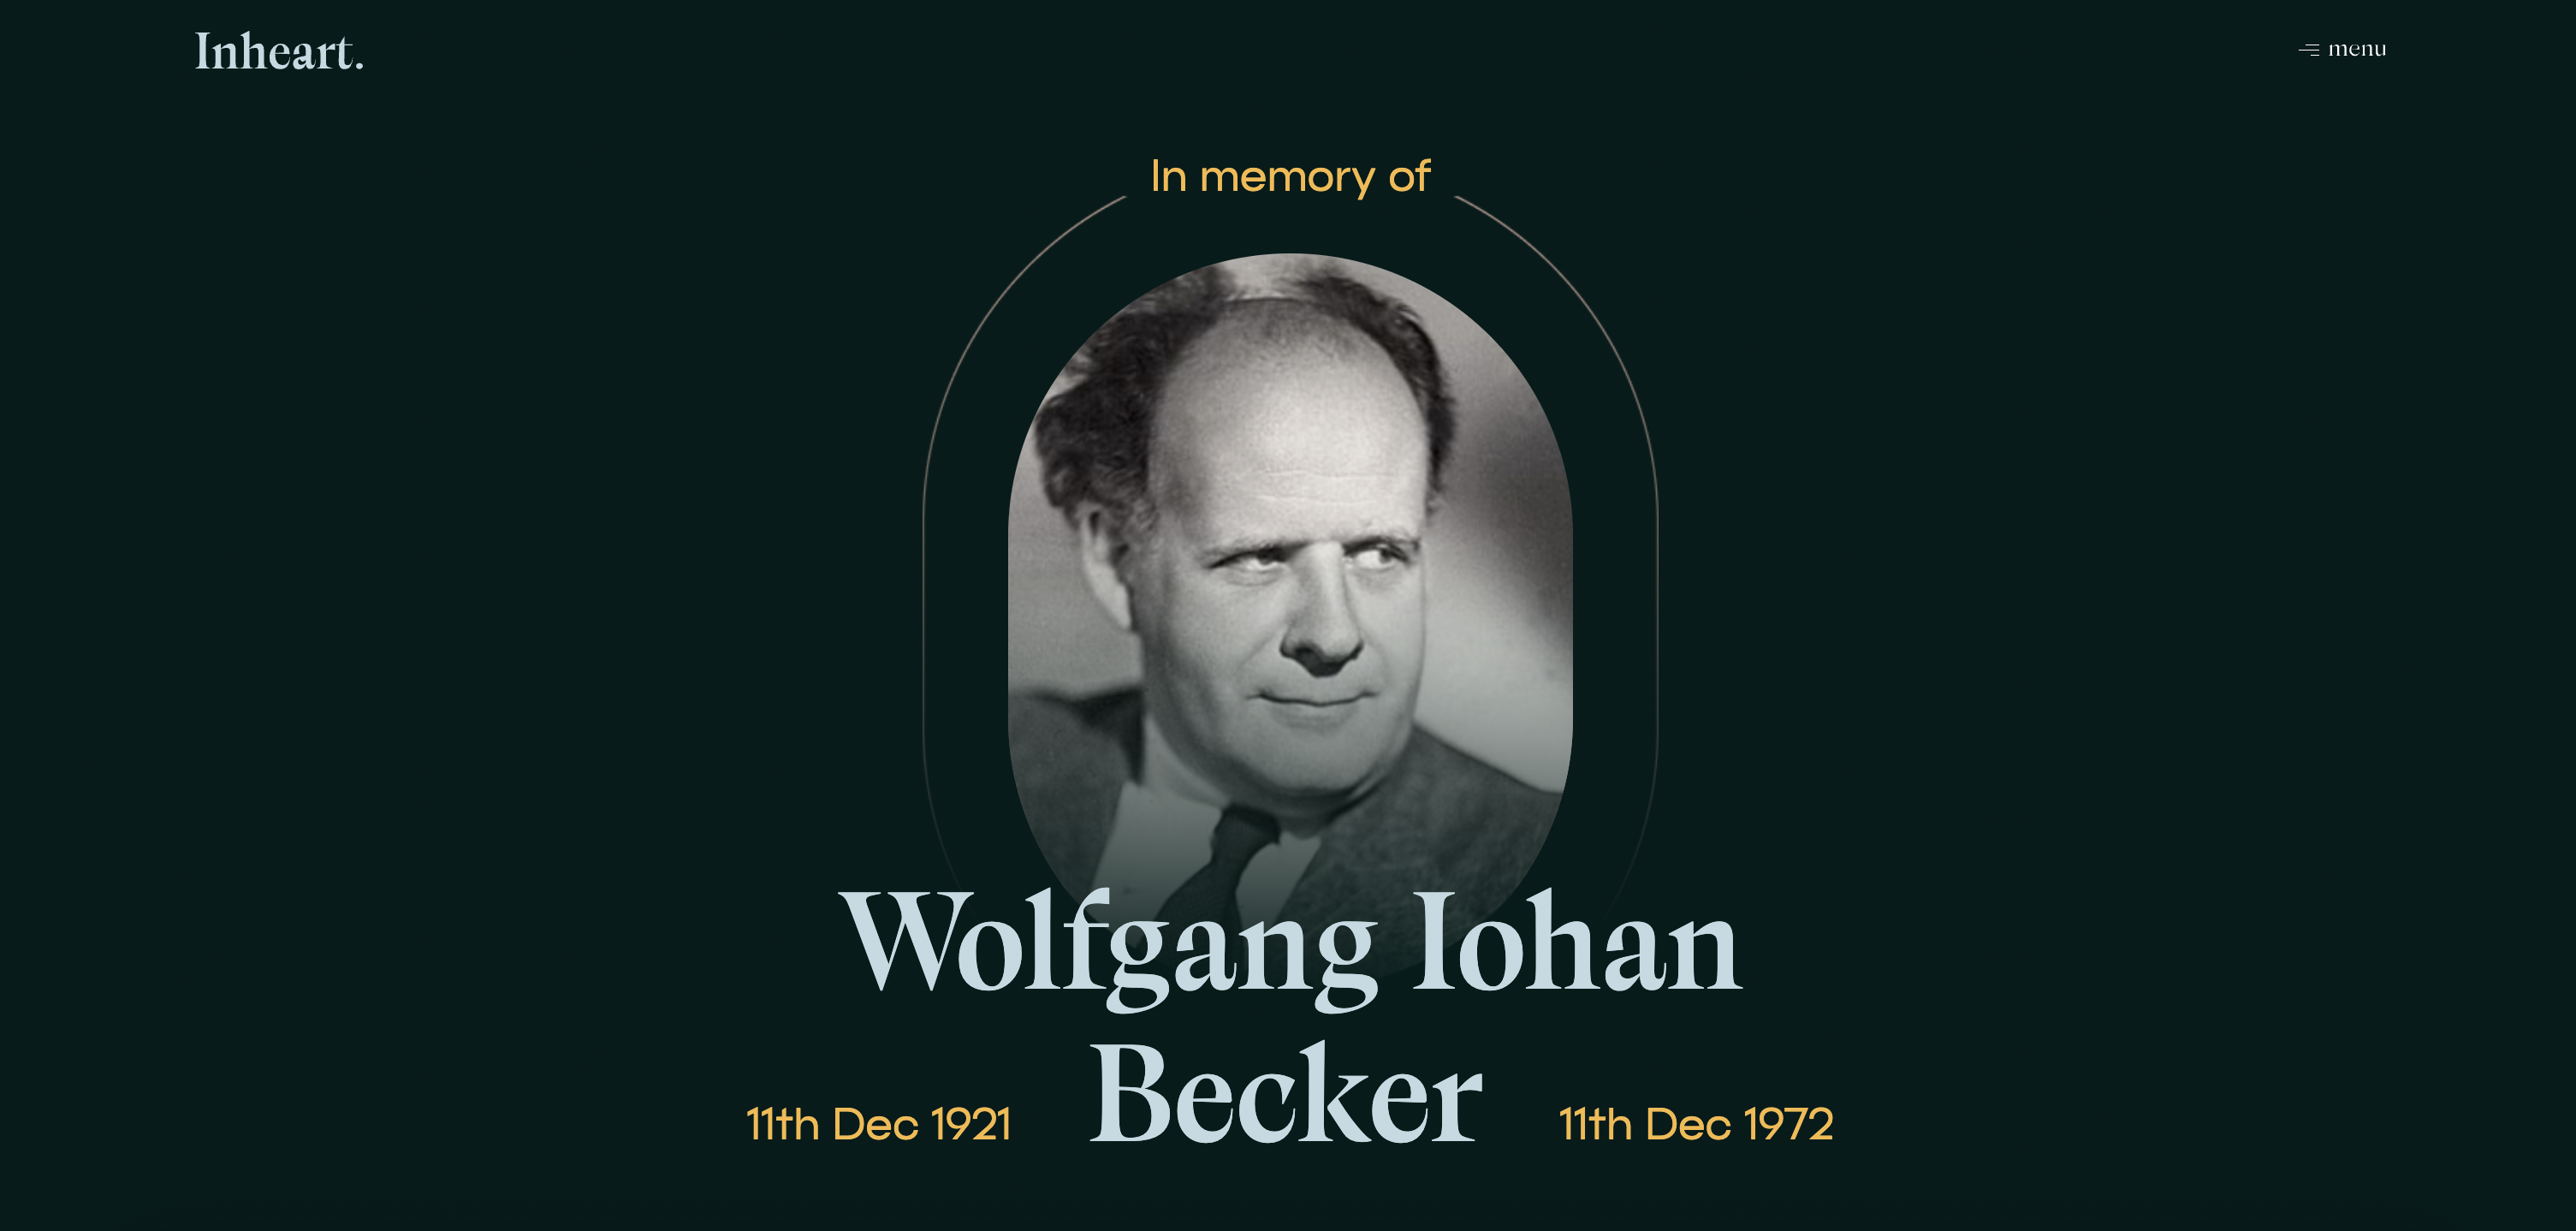 Inheart.
menu
In memory of
Wolfgang Iohan
Becker
11th Dec 1921
11th Dec 1972